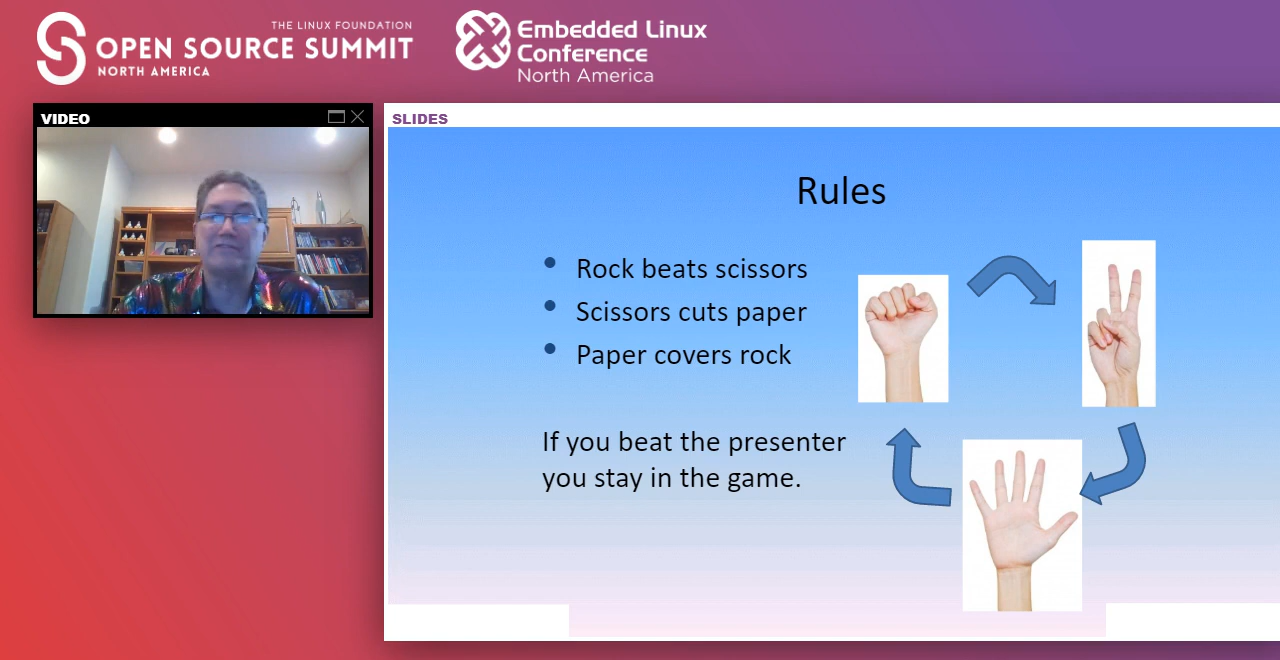 THE LINUX FOUNDATION
OPEN SOURCE SUMMIT
NORTH AMERICA
Embedded Linux
Conference
North America
VIDEO
SLIDES
Rules
Rock beats scissors
Scissors cuts paper
Paper covers rock
If you beat the presenter
you stay in the game.